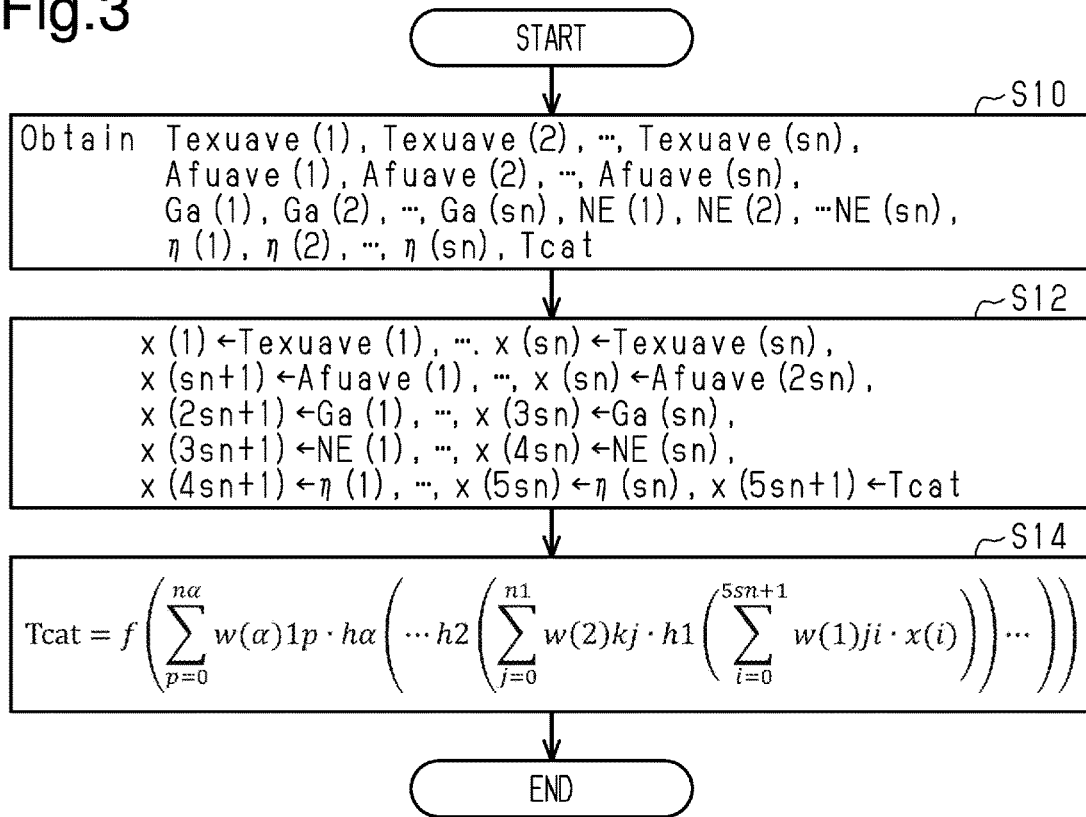 Fig.3
START
S10
Obtain Texuave(1), Texuave(2), …, Texuave(sn),
Afuave(1), Afuave(2), …, Afuave(sn),
Ga(1), Ga(2), …, Ga(sn), NE(1), NE(2), …NE(sn),
η(1), η(2), …, η(sn), Tcat
S12
x(1)←Texuave(1), …. x(sn)←Texuave(sn),
x(sn+1)←Afuave(1), …, x(sn)←Afuave(2sn),
x(2sn+1)←Ga(1), …, x(3sn)←Ga(sn),
x(3sn+1)←NE(1), …, x(4sn)←NE(sn),
x(4sn+1)←η(1), …, x(5sn)←η(sn), x(5sn+1)←Tcat
S14
Tcat = f(∑_{p=0}^{nα} w(α)1p · hα(⋯ h2(∑_{j=0}^{n1} w(2)kj · h1(∑_{i=0}^{5sn+1} w(1)ji · x(i)))⋯))
END